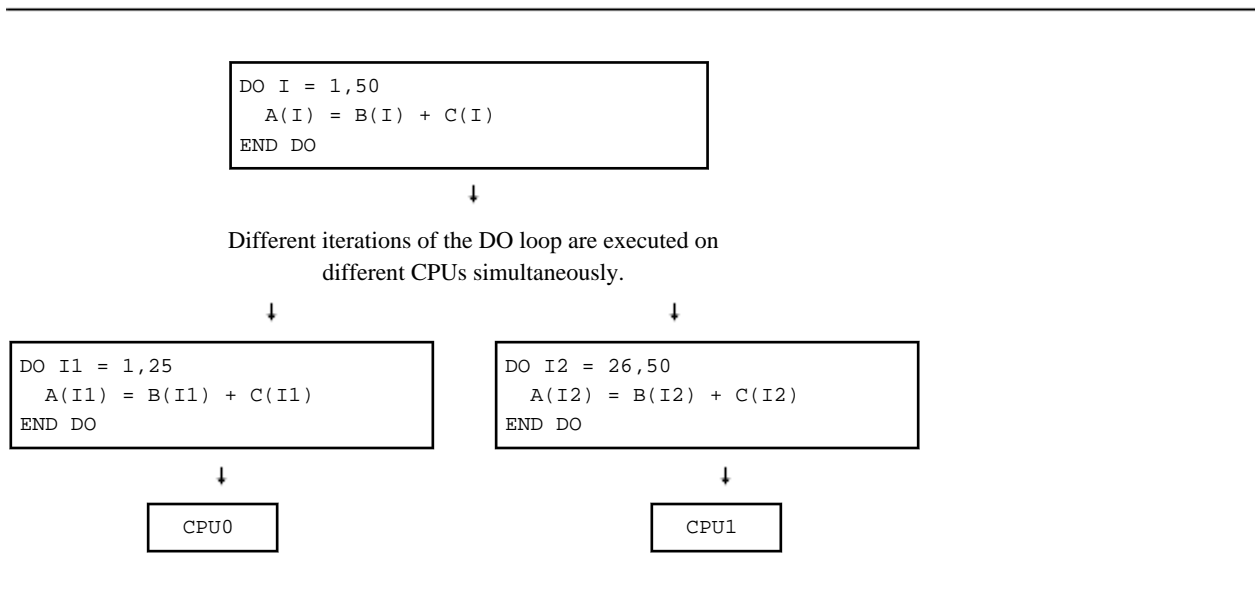 DO I = 1,50
  A(I) = B(I) + C(I)
END DO
Different iterations of the DO loop are executed on
different CPUs simultaneously.
DO I1 = 1,25
  A(I1) = B(I1) + C(I1)
END DO
DO I2 = 26,50
  A(I2) = B(I2) + C(I2)
END DO
CPU0
CPU1